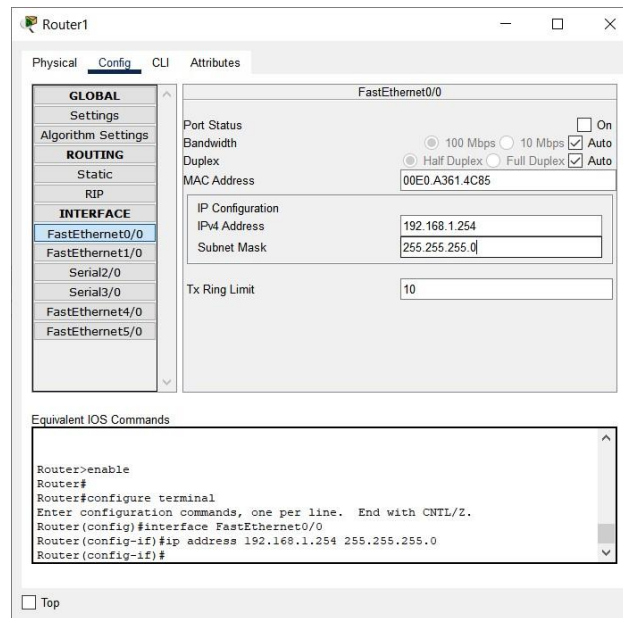 Router1
Physical Config CLI Attributes
GLOBAL
Settings
Algorithm Settings
ROUTING
Static
RIP
INTERFACE
FastEthernet0/0
FastEthernet1/0
Serial2/0
Serial3/0
FastEthernet4/0
FastEthernet5/0
FastEthernet0/0
Port Status On
Bandwidth 100 Mbps 10 Mbps Auto
Duplex Half Duplex Full Duplex Auto
MAC Address 00E0.A361.4C85
IP Configuration
IPv4 Address 192.168.1.254
Subnet Mask 255.255.255.0
Tx Ring Limit 10
Equivalent IOS Commands
Router>enable
Router#
Router#configure terminal
Enter configuration commands, one per line. End with CNTL/Z.
Router(config)#interface FastEthernet0/0
Router(config-if)#ip address 192.168.1.254 255.255.255.0
Router(config-if)#
Top